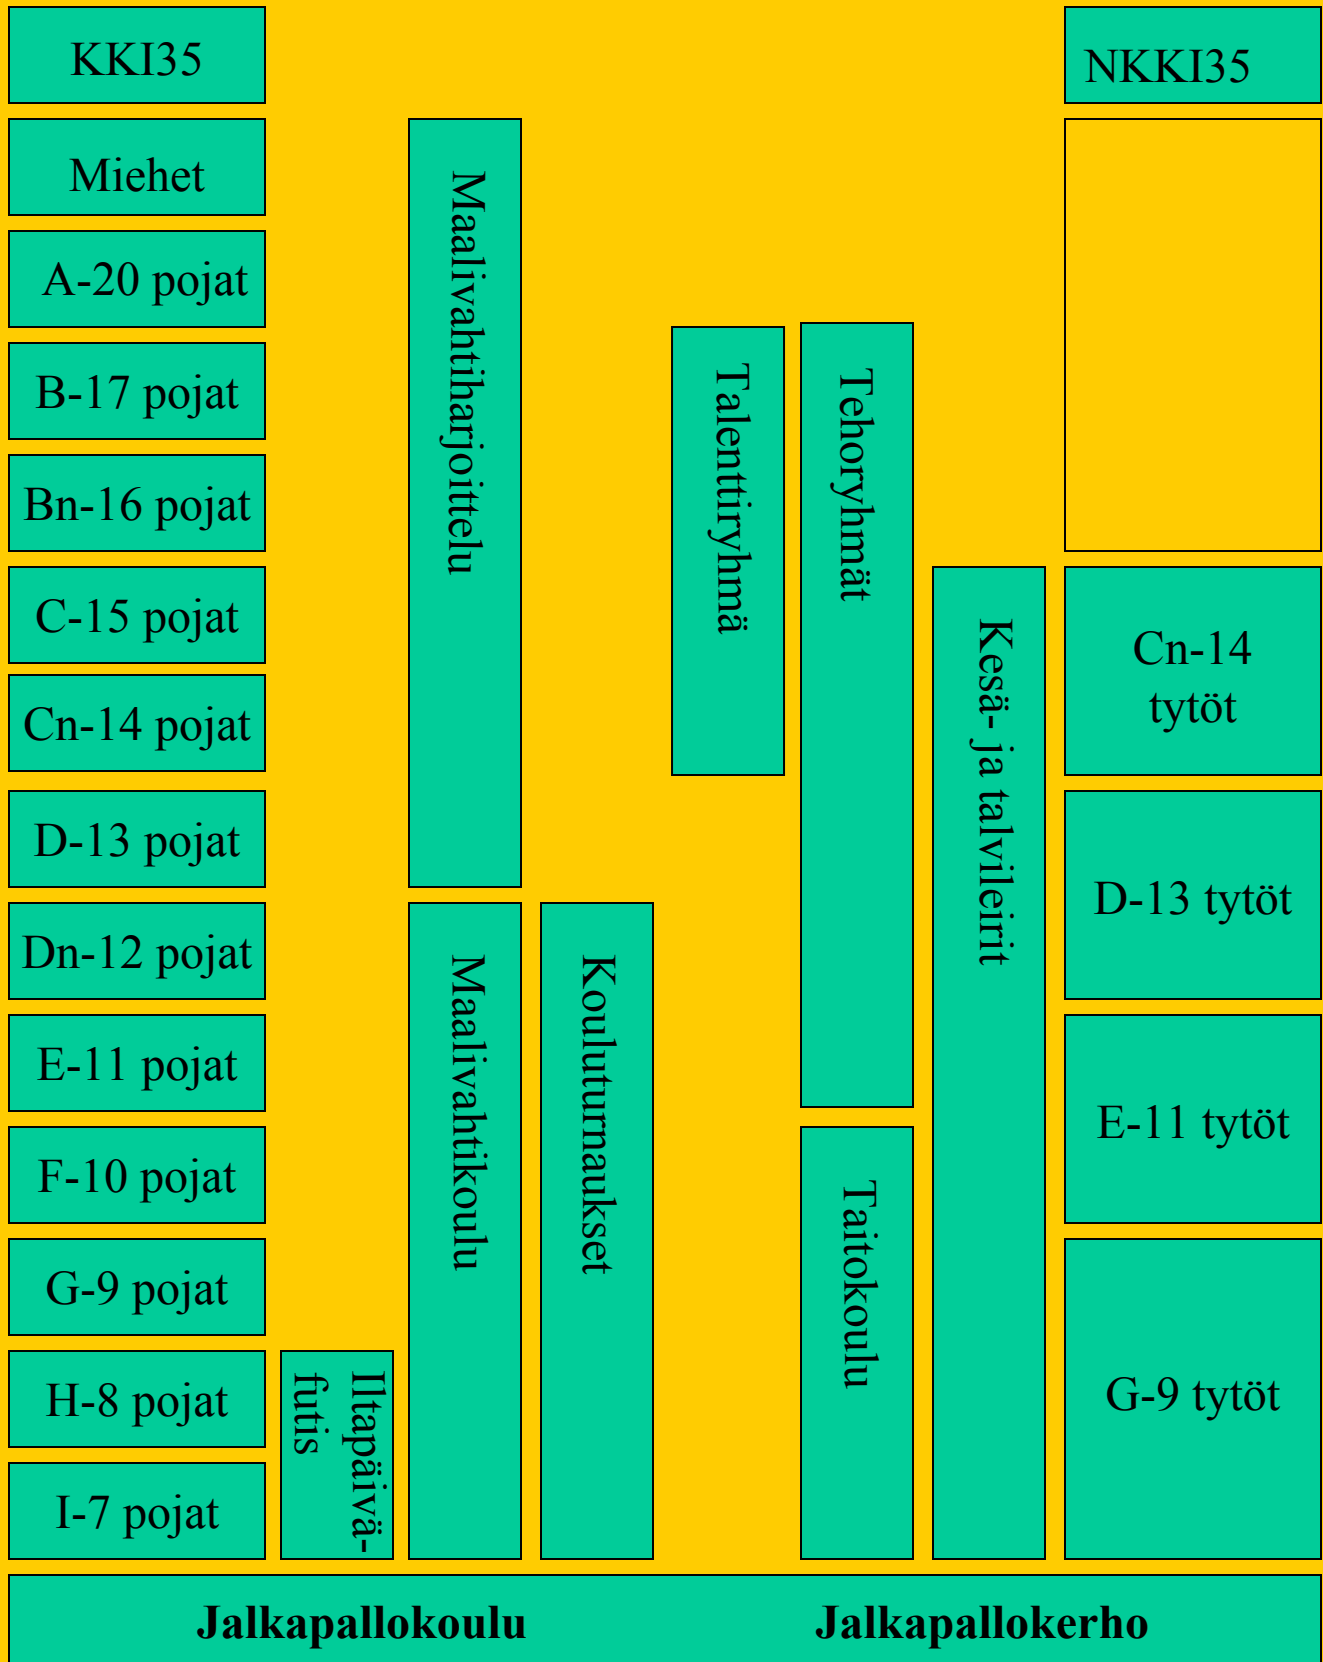 KKI35
Miehet
A-20 pojat
B-17 pojat
Bn-16 pojat
C-15 pojat
Cn-14 pojat
D-13 pojat
Dn-12 pojat
E-11 pojat
F-10 pojat
G-9 pojat
H-8 pojat
I-7 pojat
Iltapäivä-
futis
Maalivahtiharjoittelu
Maalivahtikoulu
Kouluturnaukset
Talenttiryhmä
Tehoryhmät
Taitokoulu
Kesä- ja talvileirit
NKKI35
Cn-14
tytöt
D-13 tytöt
E-11 tytöt
G-9 tytöt
Jalkapallokoulu
Jalkapallokerho